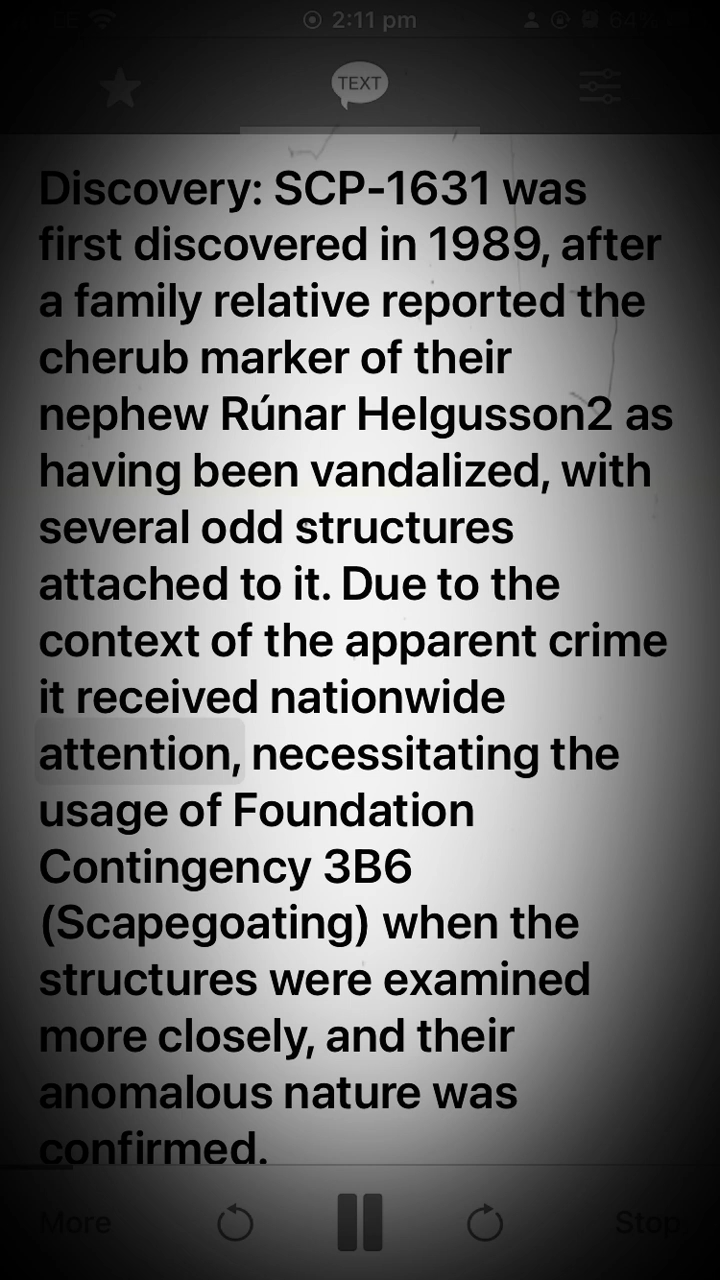 2:11 pm 64%
TEXT
Discovery: SCP-1631 was
first discovered in 1989, after
a family relative reported the
cherub marker of their
nephew Rúnar Helgusson2 as
having been vandalized, with
several odd structures
attached to it. Due to the
context of the apparent crime
it received nationwide
attention, necessitating the
usage of Foundation
Contingency 3B6
(Scapegoating) when the
structures were examined
more closely, and their
anomalous nature was
confirmed.
More Stop